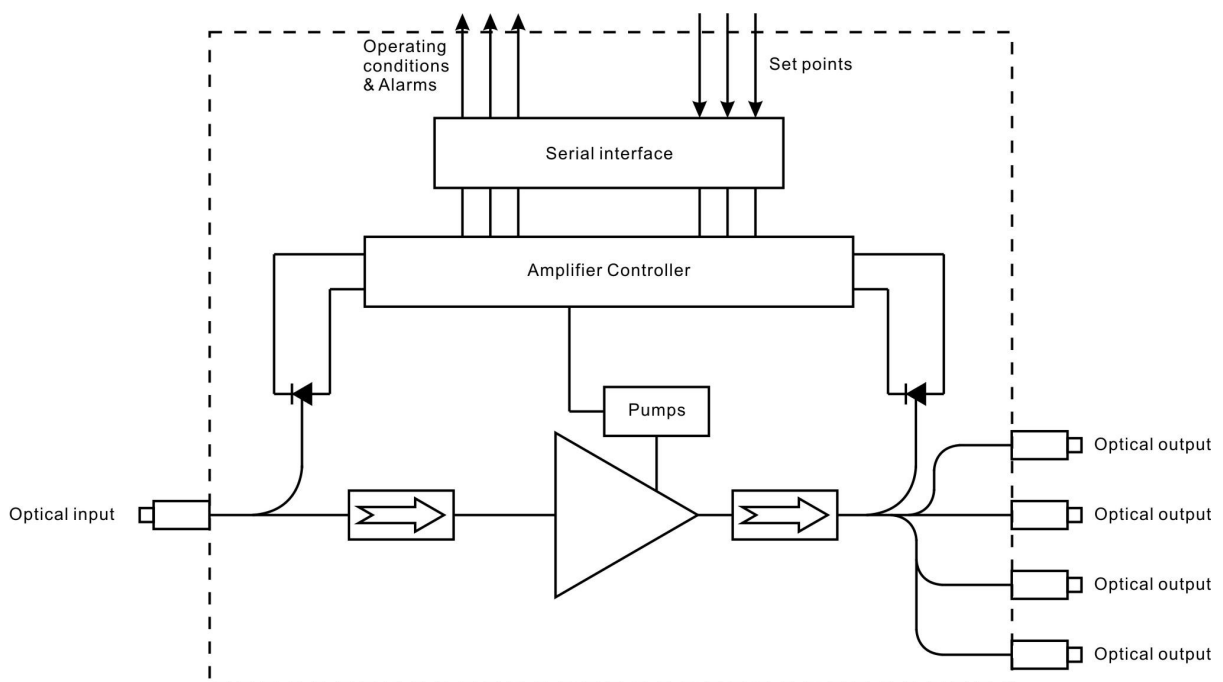 Operating
conditions
& Alarms
Set points
Serial interface
Amplifier Controller
Pumps
Optical input
Optical output
Optical output
Optical output
Optical output